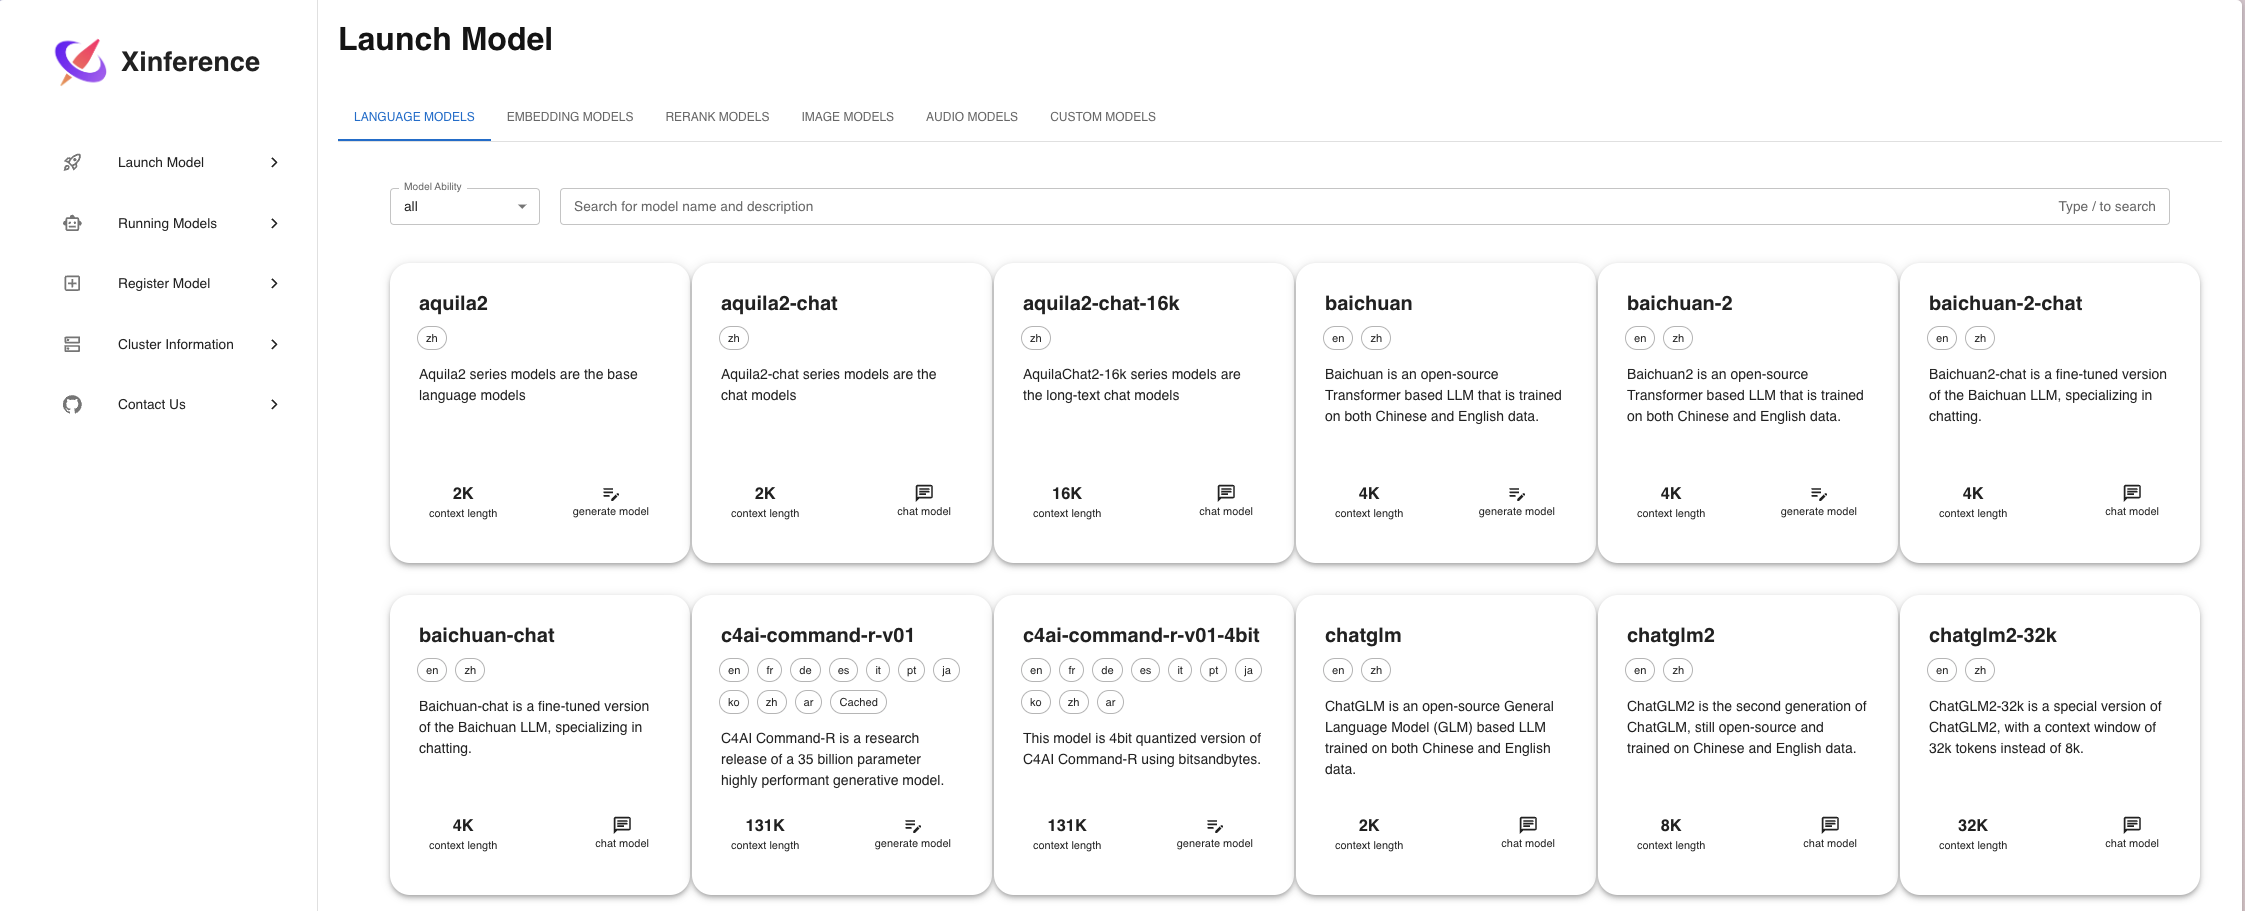 Xinference
Launch Model
Running Models
Register Model
Cluster Information
Contact Us
Launch Model
LANGUAGE MODELS EMBEDDING MODELS RERANK MODELS IMAGE MODELS AUDIO MODELS CUSTOM MODELS
Model Ability
all
Search for model name and description Type / to search
aquila2
zh
Aquila2 series models are the base
language models
2K
context length
generate model
aquila2-chat
zh
Aquila2-chat series models are the
chat models
2K
context length
chat model
aquila2-chat-16k
zh
AquilaChat2-16k series models are
the long-text chat models
16K
context length
chat model
baichuan
en zh
Baichuan is an open-source
Transformer based LLM that is trained
on both Chinese and English data.
4K
context length
generate model
baichuan-2
en zh
Baichuan2 is an open-source
Transformer based LLM that is trained
on both Chinese and English data.
4K
context length
generate model
baichuan-2-chat
en zh
Baichuan2-chat is a fine-tuned version
of the Baichuan LLM, specializing in
chatting.
4K
context length
chat model
baichuan-chat
en zh
Baichuan-chat is a fine-tuned version
of the Baichuan LLM, specializing in
chatting.
4K
context length
chat model
c4ai-command-r-v01
en fr de es it pt ja
ko zh ar Cached
C4AI Command-R is a research
release of a 35 billion parameter
highly performant generative model.
131K
context length
generate model
c4ai-command-r-v01-4bit
en fr de es it pt ja
ko zh ar
This model is 4bit quantized version of
C4AI Command-R using bitsandbytes.
131K
context length
generate model
chatglm
en zh
ChatGLM is an open-source General
Language Model (GLM) based LLM
trained on both Chinese and English
data.
2K
context length
chat model
chatglm2
en zh
ChatGLM2 is the second generation of
ChatGLM, still open-source and
trained on Chinese and English data.
8K
context length
chat model
chatglm2-32k
en zh
ChatGLM2-32k is a special version of
ChatGLM2, with a context window of
32k tokens instead of 8k.
32K
context length
chat model